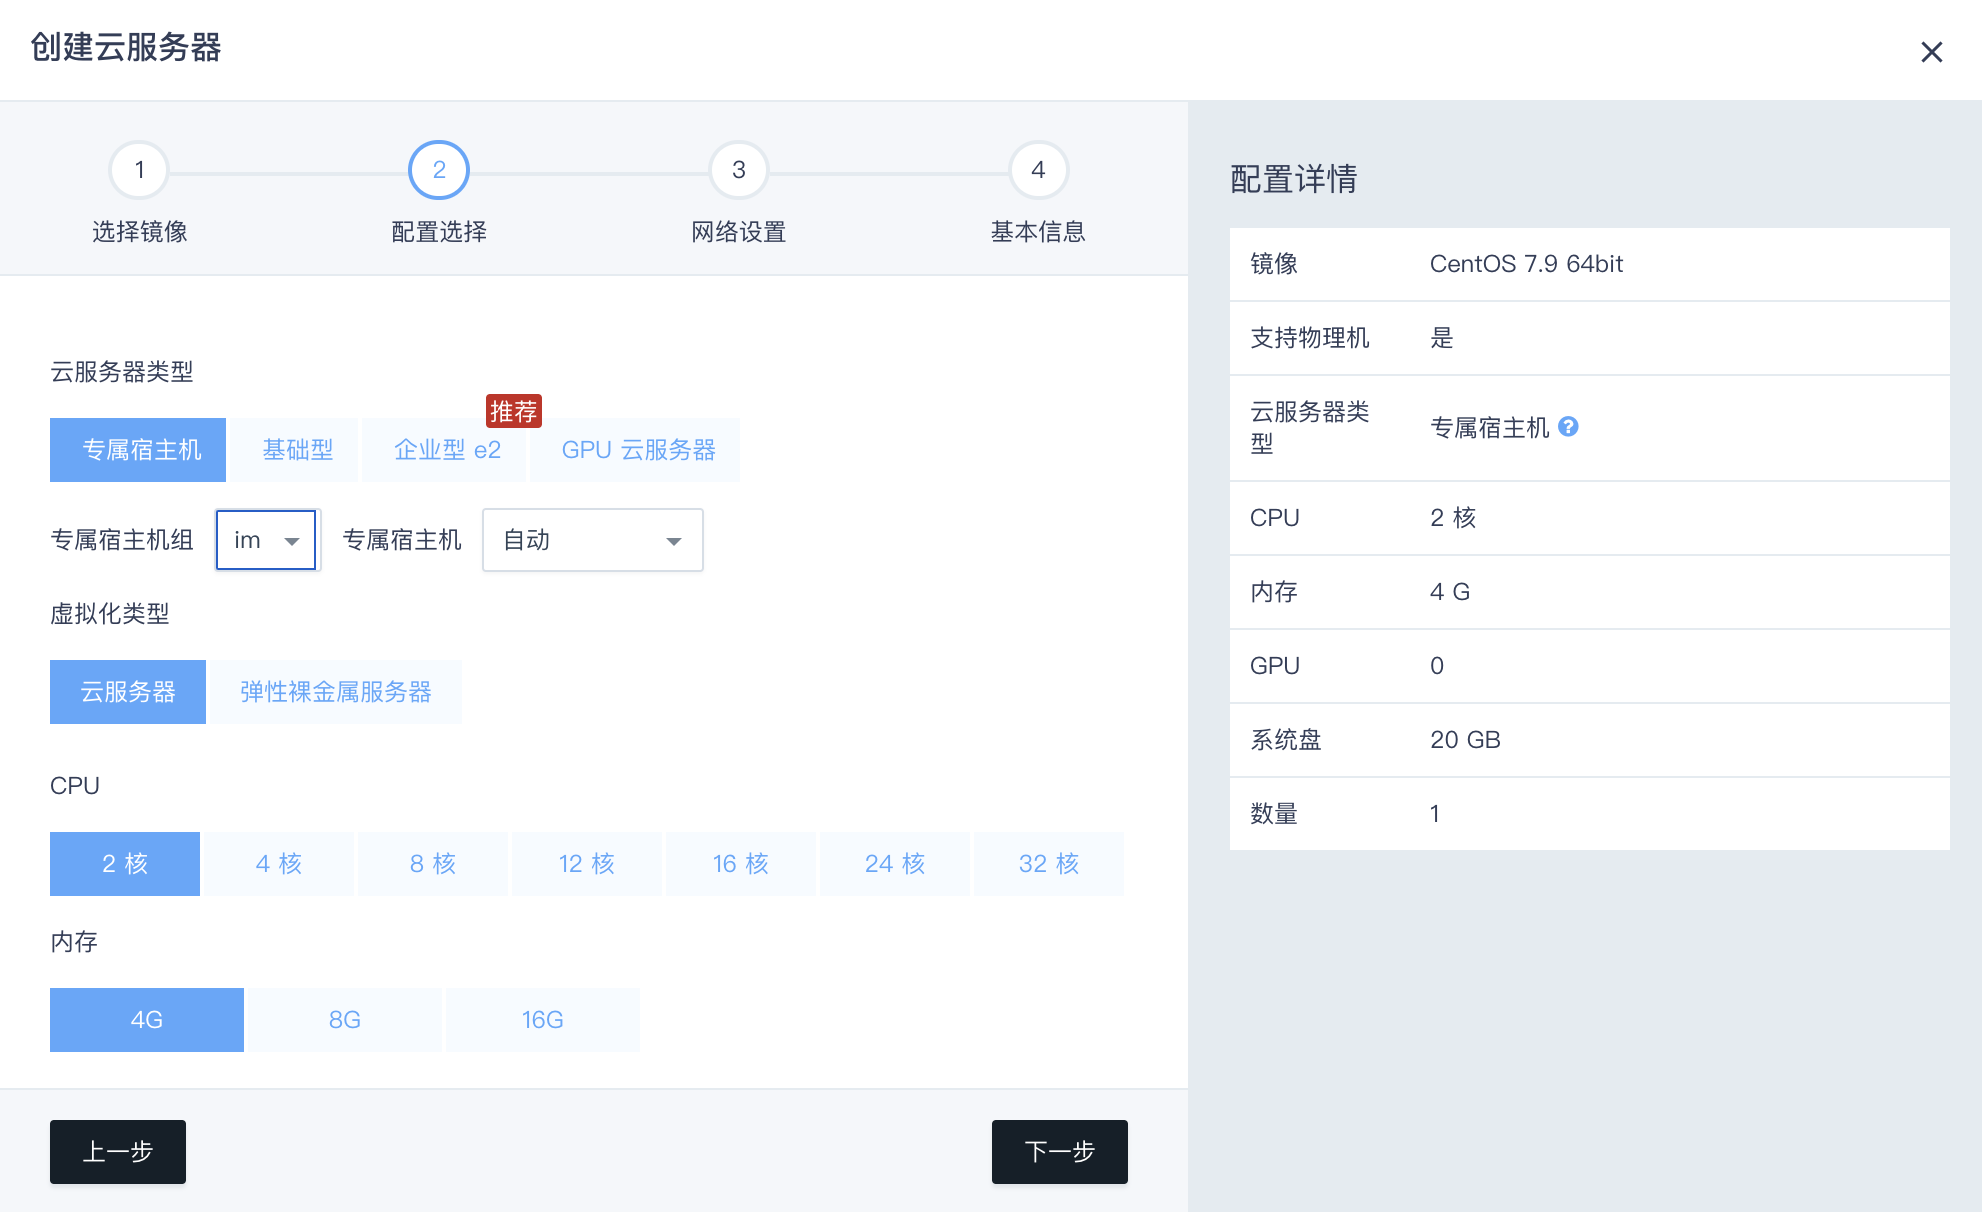 创建云服务器
1
2
3
4
选择镜像
配置选择
网络设置
基本信息
云服务器类型
推荐
专属宿主机
基础型
企业型 e2
GPU 云服务器
专属宿主机组
im
专属宿主机
自动
虚拟化类型
云服务器
弹性裸金属服务器
CPU
2 核
4 核
8 核
12 核
16 核
24 核
32 核
内存
4G
8G
16G
上一步
下一步
配置详情
镜像
CentOS 7.9 64bit
支持物理机
是
云服务器类
型
专属宿主机 ?
CPU
2 核
内存
4 G
GPU
0
系统盘
20 GB
数量
1